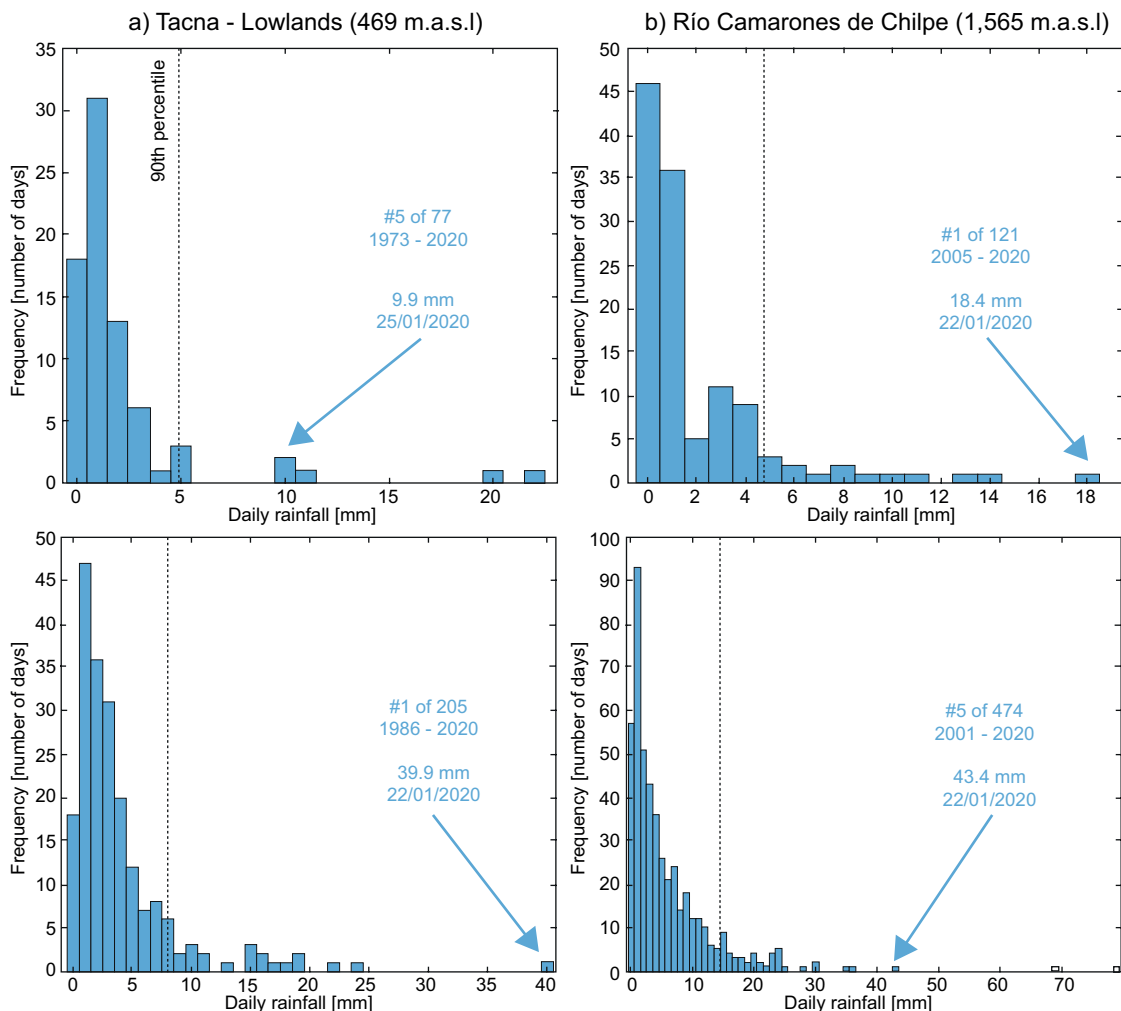 a) Tacna - Lowlands (469 m.a.s.l)
35
30
25
20
15
10
5
0
Frequency [number of days]
90th percentile
#5 of 77
1973 - 2020
9.9 mm
25/01/2020
0 5 10 15 20
Daily rainfall [mm]
b) Río Camarones de Chilpe (1,565 m.a.s.l)
50
45
40
35
30
25
20
15
10
5
0
Frequency [number of days]
#1 of 121
2005 - 2020
18.4 mm
22/01/2020
0 2 4 6 8 10 12 14 16 18
Daily rainfall [mm]
50
45
40
35
30
25
20
15
10
5
0
Frequency [number of days]
#1 of 205
1986 - 2020
39.9 mm
22/01/2020
0 5 10 15 20 25 30 35 40
Daily rainfall [mm]
100
90
80
70
60
50
40
30
20
10
0
Frequency [number of days]
#5 of 474
2001 - 2020
43.4 mm
22/01/2020
0 10 20 30 40 50 60 70
Daily rainfall [mm]